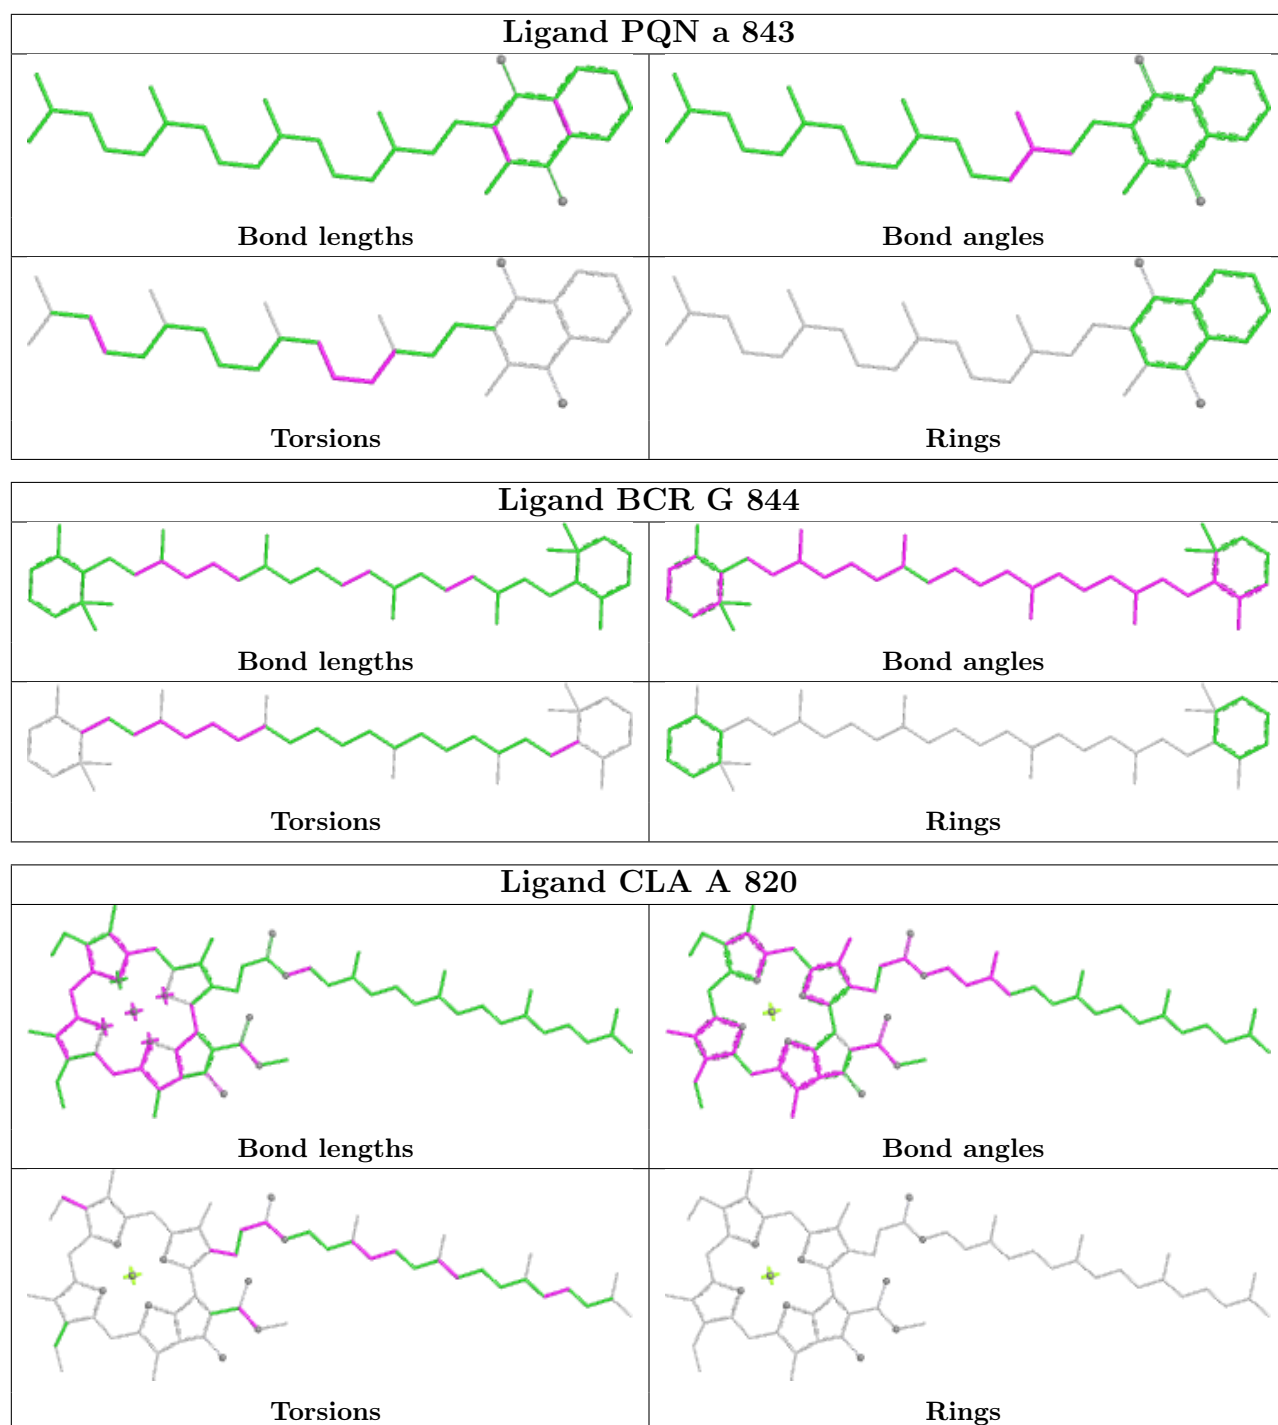 Ligand PQN a 843
Bond lengths
Bond angles
Torsions
Rings
Ligand BCR G 844
Bond lengths
Bond angles
Torsions
Rings
Ligand CLA A 820
Bond lengths
Bond angles
Torsions
Rings